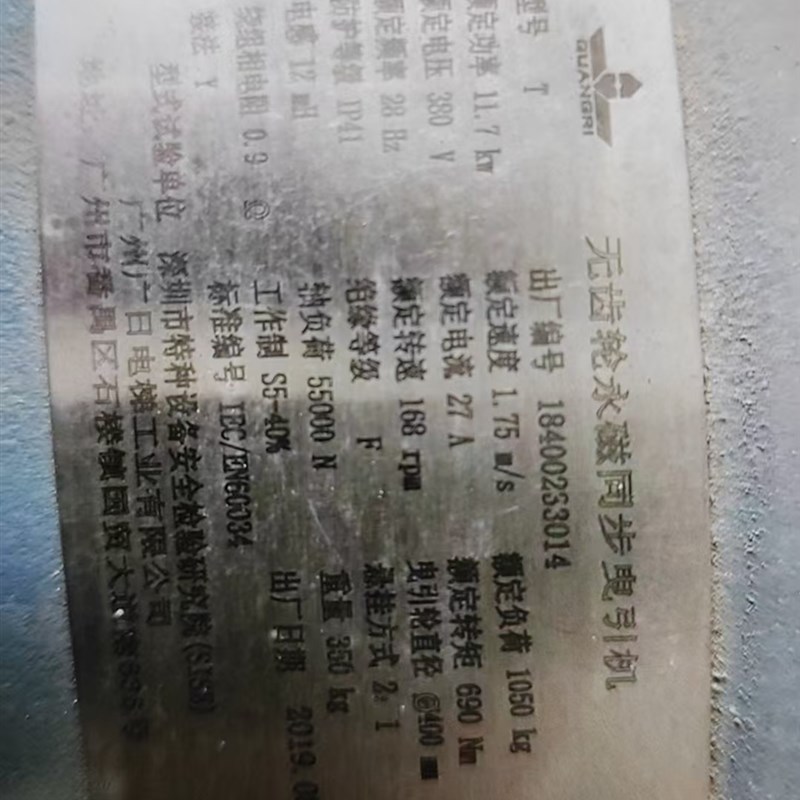 GUANGRI
无齿轮永磁同步曳引机
型号 T 出厂编号 18400233014
额定功率 11.7 kw 额定速度 1.75 m/s 额定负荷 1050 kg
额定电压 380 V 额定电流 27 A 额定转矩 690 Nm
额定频率 28 Hz 额定转速 168 rpm 曳引轮直径 @400 mm
防护等级 IP41 绝缘等级 F 悬挂方式 2:1
电感 12 mH 轴负荷 55000 N 重量 350 kg
绕组相电阻 0.9 @ 工作制 S5-40% 出厂日期 2019.0
接法 Y 标准编号 IEC/EN60034
型式试验单位 深圳市特种设备安全检验研究院(SISE)
广州广日电梯工业有限公司
地址: 广州市番禺区石楼镇国贸大道南